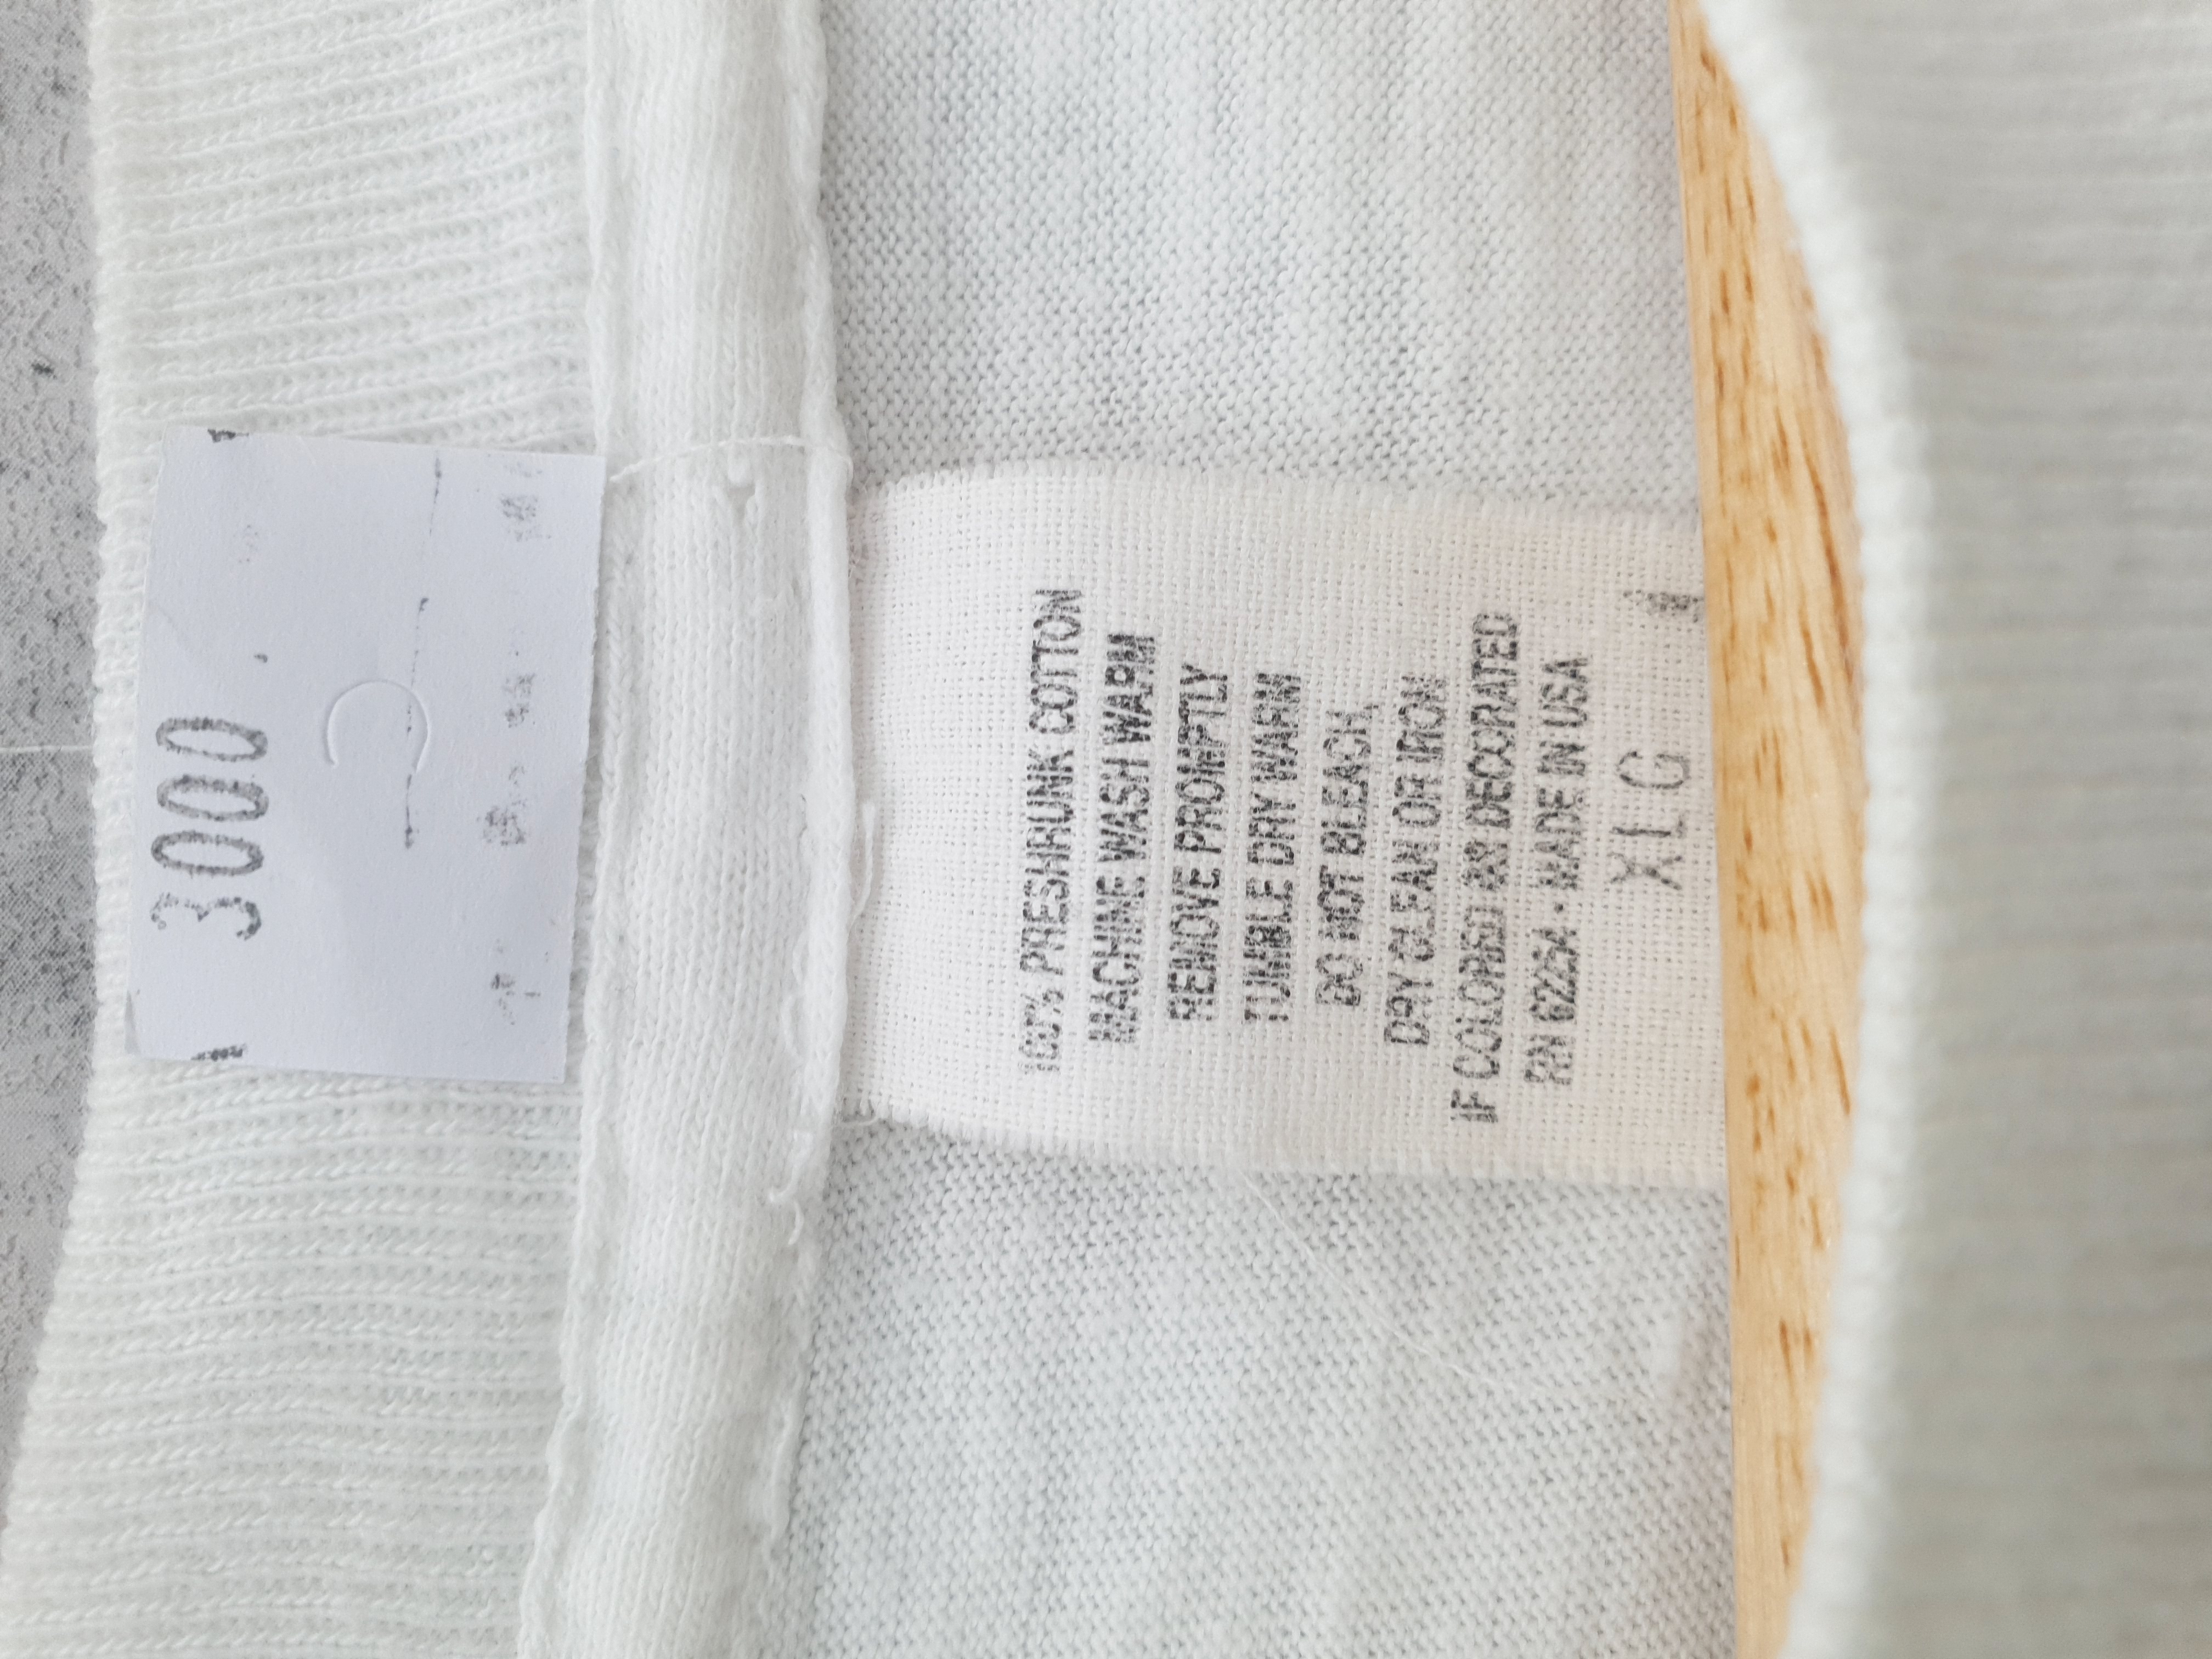 3000
100% PRESHRUNK COTTON
MACHINE WASH WARM
REMOVE PROMPTLY
TUMBLE DRY WARM
DO NOT BLEACH,
DRY CLEAN OR IRON
IF COLORED AN DECORATED
RN 62254 - MADE IN USA
XLG